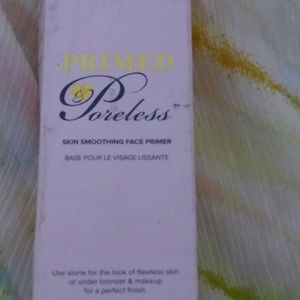 PRIMED
& Poreless
SKIN SMOOTHING FACE PRIMER
BASE POUR LE VISAGE LISSANTE
Use alone for the look of flawless skin
or under bronzer & makeup
for a perfect finish.